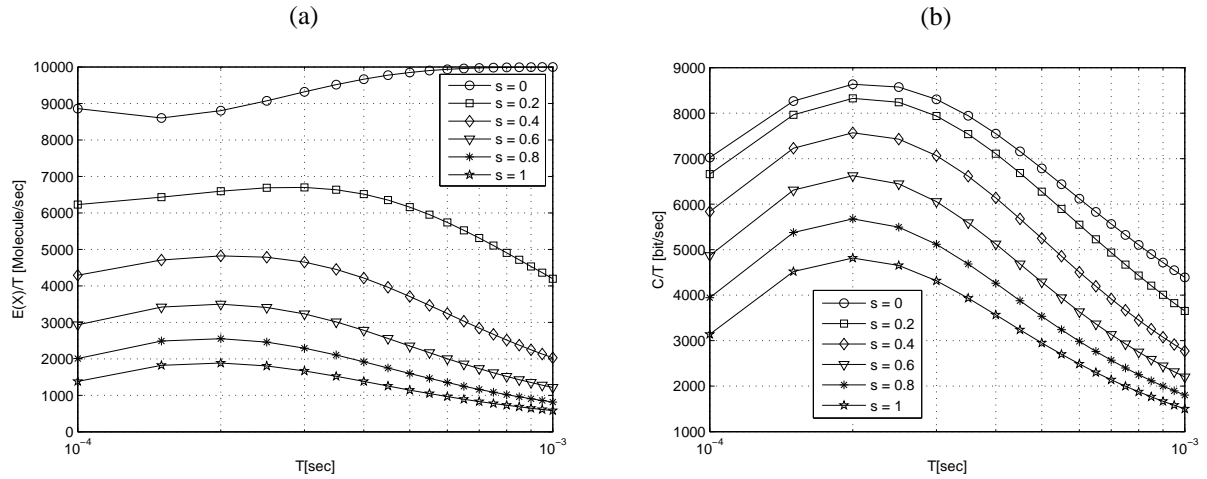 (a)
10000
9000
8000
7000
6000
5000
4000
3000
2000
1000
0
E(X)/T [Molecule/sec]
10⁻⁴
10⁻³
T[sec]
s = 0
s = 0.2
s = 0.4
s = 0.6
s = 0.8
s = 1
(b)
9000
8000
7000
6000
5000
4000
3000
2000
1000
C/T [bit/sec]
10⁻⁴
10⁻³
T[sec]
s = 0
s = 0.2
s = 0.4
s = 0.6
s = 0.8
s = 1